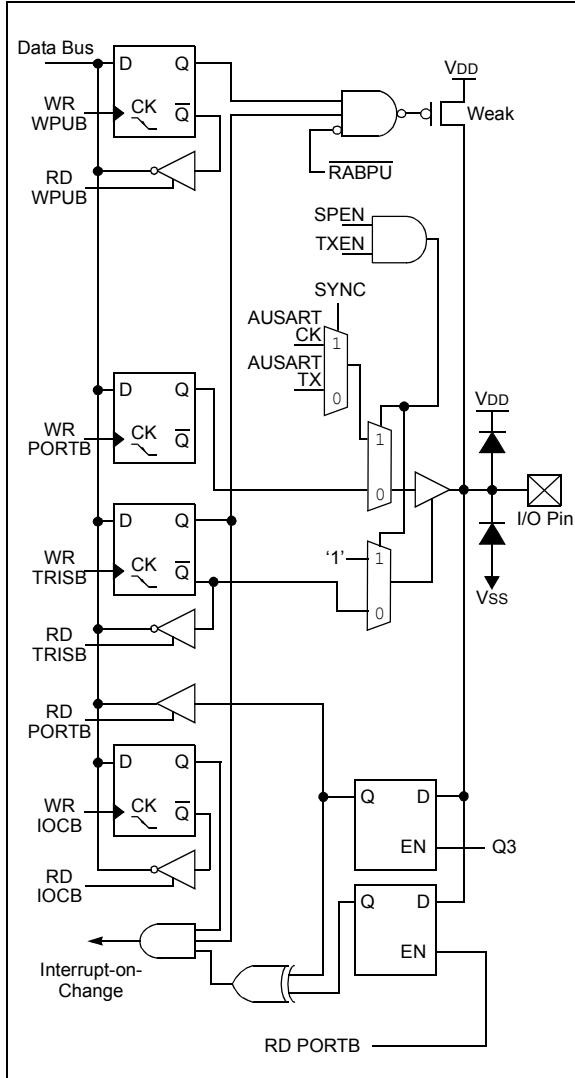 Data Bus
D Q
WR
WPUB
CK
Q
RD
WPUB
VDD
Weak
RABPU
SPEN
TXEN
SYNC
AUSART
CK
1
AUSART
TX
0
D Q
WR
PORTB
CK
Q
1
0
VDD
I/O Pin
VSS
D Q
WR
TRISB
CK
Q
'1'
1
0
RD
TRISB
RD
PORTB
D Q
WR
IOCB
CK
Q
RD
IOCB
Q D
EN
Q3
Q D
EN
Interrupt-on-
Change
RD PORTB